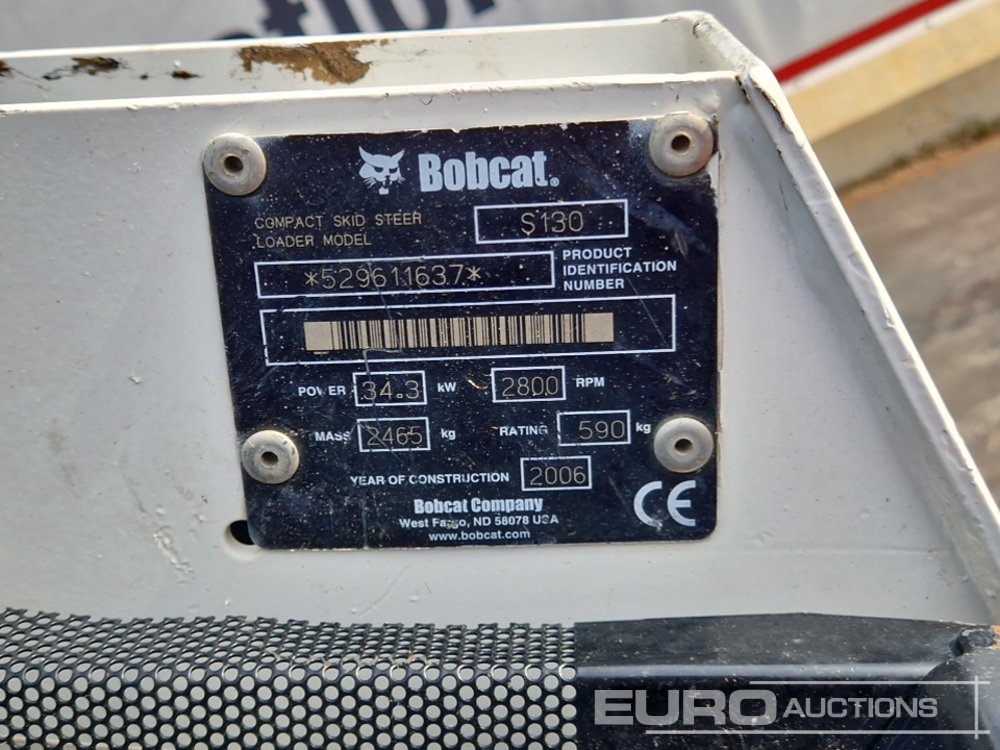 Bobcat®
COMPACT SKID STEER
LOADER MODEL
S130
*529611637*
PRODUCT
IDENTIFICATION
NUMBER
POWER 34.3 kW 2800 RPM
MASS 2465 kg RATING 590 kg
YEAR OF CONSTRUCTION 2006
Bobcat Company
West Fargo, ND 58078 USA
www.bobcat.com
CE
EURO AUCTIONS